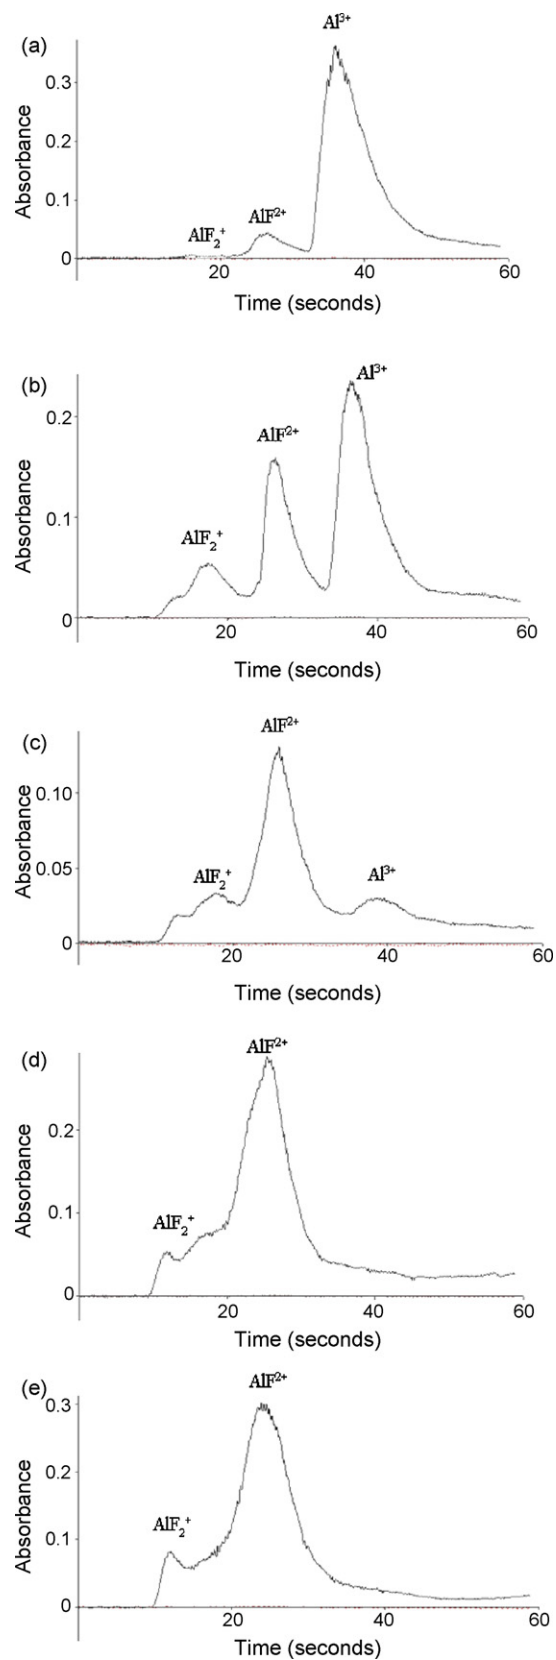 (a)
Al³⁺
0.3
Absorbance
0.2
AlF²⁺
0.1
AlF₂⁺
0
20
40
60
Time (seconds)
(b)
Al³⁺
0.2
AlF²⁺
Absorbance
0.1
AlF₂⁺
0
20
40
60
Time (seconds)
(c)
AlF²⁺
0.10
Absorbance
AlF₂⁺
Al³⁺
0.05
0
20
40
60
Time (seconds)
(d)
AlF²⁺
0.2
Absorbance
AlF₂⁺
0.1
0
20
40
60
Time (seconds)
(e)
AlF²⁺
0.3
Absorbance
0.2
AlF₂⁺
0.1
0
20
40
60
Time (seconds)